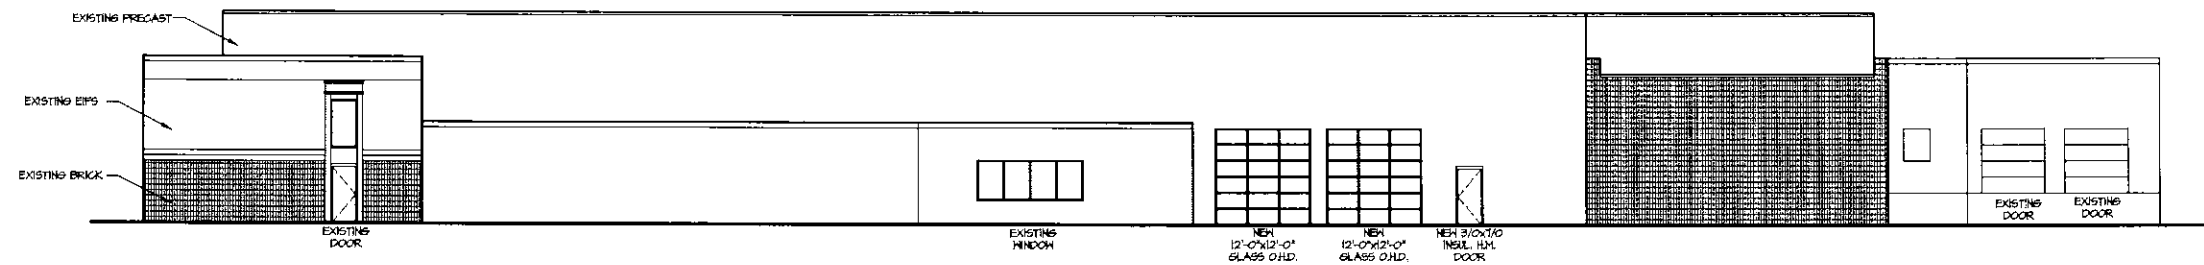 EXISTING PRECAST
EXISTING EIFS
EXISTING BRICK
EXISTING
DOOR
EXISTING
WINDOW
NEW
12'-0"x12'-0"
GLASS O.H.D.
NEW
12'-0"x12'-0"
GLASS O.H.D.
NEW 3/0x7/0
INSUL. H.M.
DOOR
EXISTING
DOOR
EXISTING
DOOR